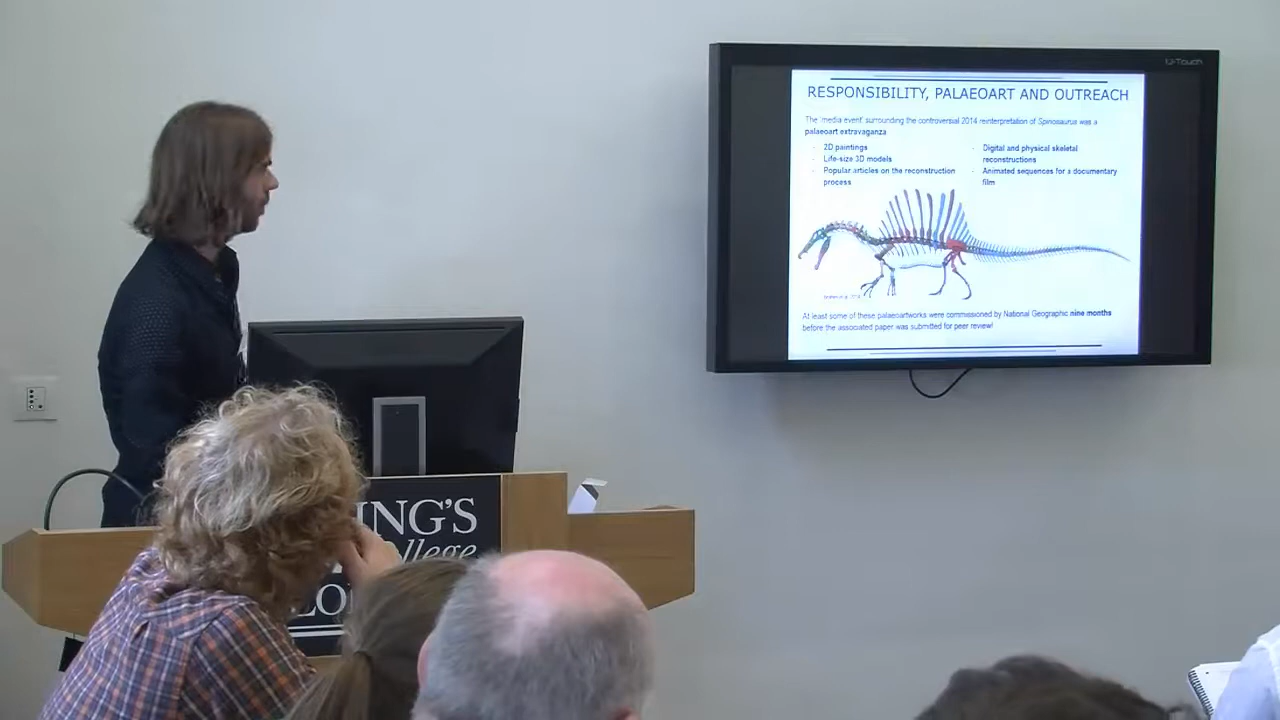 U-Touch
RESPONSIBILITY, PALAEOART AND OUTREACH
The 'media event' surrounding the controversial 2014 reinterpretation of Spinosaurus was a
palaeoart extravaganza
- 2D paintings
- Life-size 3D models
- Popular articles on the reconstruction
process
- Digital and physical skeletal
reconstructions
- Animated sequences for a documentary
film
At least some of these palaeoartworks were commissioned by National Geographic nine months
before the associated paper was submitted for peer review!
ING'S
ollege
LO